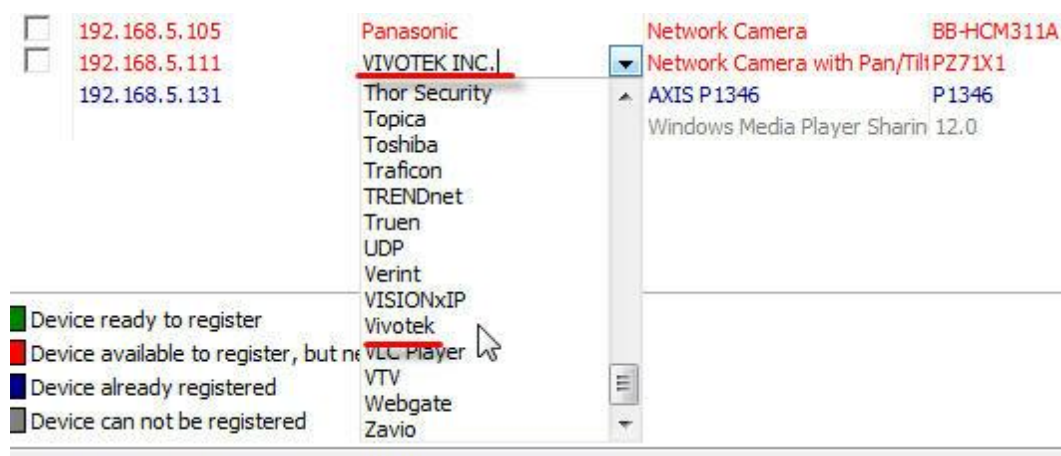 192.168.5.105 Panasonic Network Camera BB-HCM311A
192.168.5.111 VIVOTEK INC. Network Camera with Pan/Tilt PZ71X1
192.168.5.131 AXIS P1346 P1346
Windows Media Player Sharin 12.0
Thor Security
Topica
Toshiba
Traficon
TRENDnet
Truen
UDP
Verint
VISIONxIP
Vivotek
VLC Player
VTV
Webgate
Zavio
Device ready to register
Device available to register, but ne
Device already registered
Device can not be registered